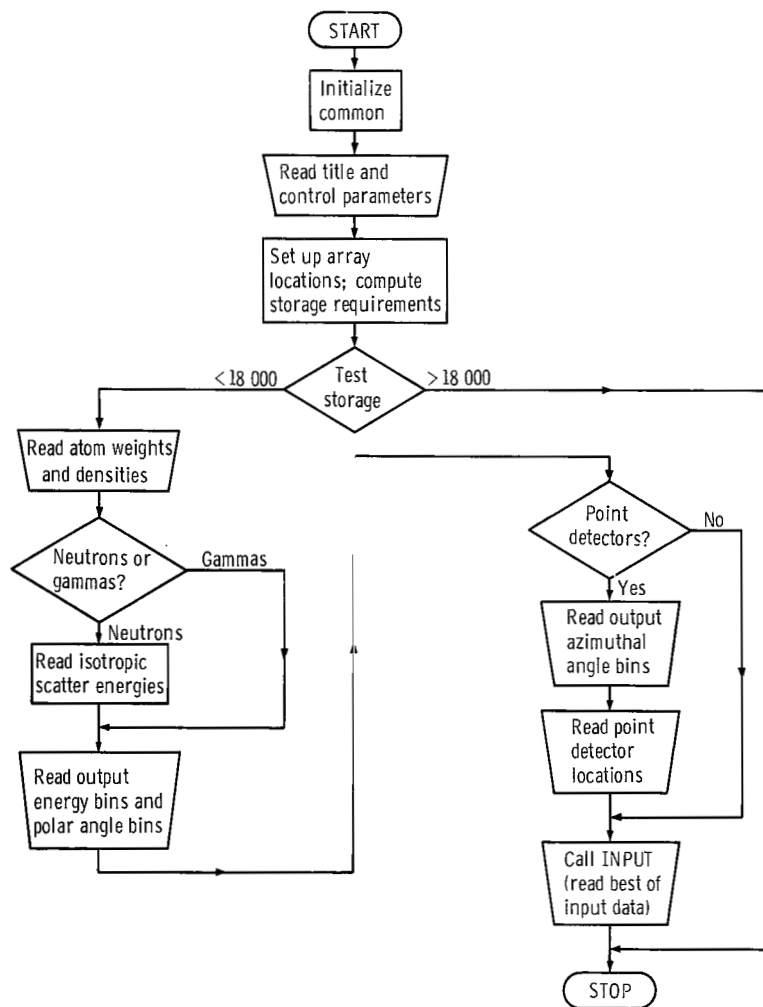 START
Initialize
common
Read title and
control parameters
Set up array
locations; compute
storage requirements
< 18 000
Test
storage
> 18 000
Read atom weights
and densities
Neutrons or
gammas?
Gammas
Neutrons
Read isotropic
scatter energies
Read output
energy bins and
polar angle bins
Point
detectors?
No
Yes
Read output
azimuthal
angle bins
Read point
detector
locations
Call INPUT
(read best of
input data)
STOP